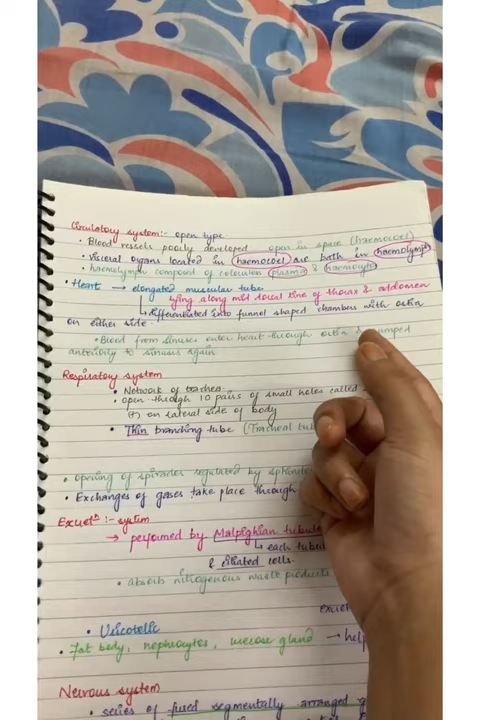 Circulatory system:- open type
• Blood vessels poorly developed open in space (haemocoel)
• Visceral organs located in haemocoel are bath in haemolymph
• haemolymph composed of colourless plasma & haemocyte
• Heart → elongated muscular tube
lying along mid dorsal line of thorax & abdomen
↳ differentiated into funnel shaped chambers with ostia
on either side.
• Blood from sinuses enter heart through ostia & pumped
anteriorly to sinuses again
Respiratory system
• Network of trachea
• open through 10 pairs of small holes called
on lateral side of body
• Thin branching tube (Tracheal tub
• Opening of spiracles regulated by sphinc
• Exchanges of gases take place through
Excretⁿ :- system
→ performed by Malpighian tubule
↳ each tubul
& ciliated cells.
• absorb nitrogenous waste products
excre
• Uricotelic
• Fat body, nephrocytes, urecose gland → help
Nervous system
• series of fused segmentally arranged g